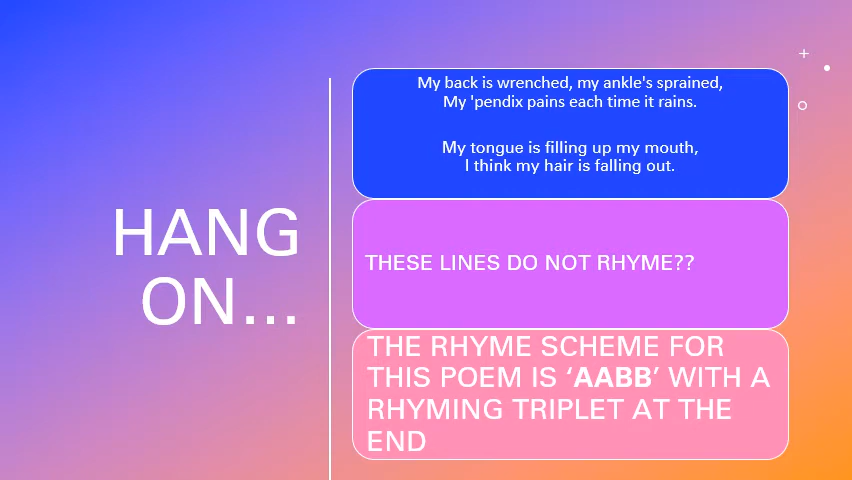 HANG
ON...
My back is wrenched, my ankle's sprained,
My 'pendix pains each time it rains.
My tongue is filling up my mouth,
I think my hair is falling out.
THESE LINES DO NOT RHYME??
THE RHYME SCHEME FOR
THIS POEM IS ‘AABB’ WITH A
RHYMING TRIPLET AT THE
END